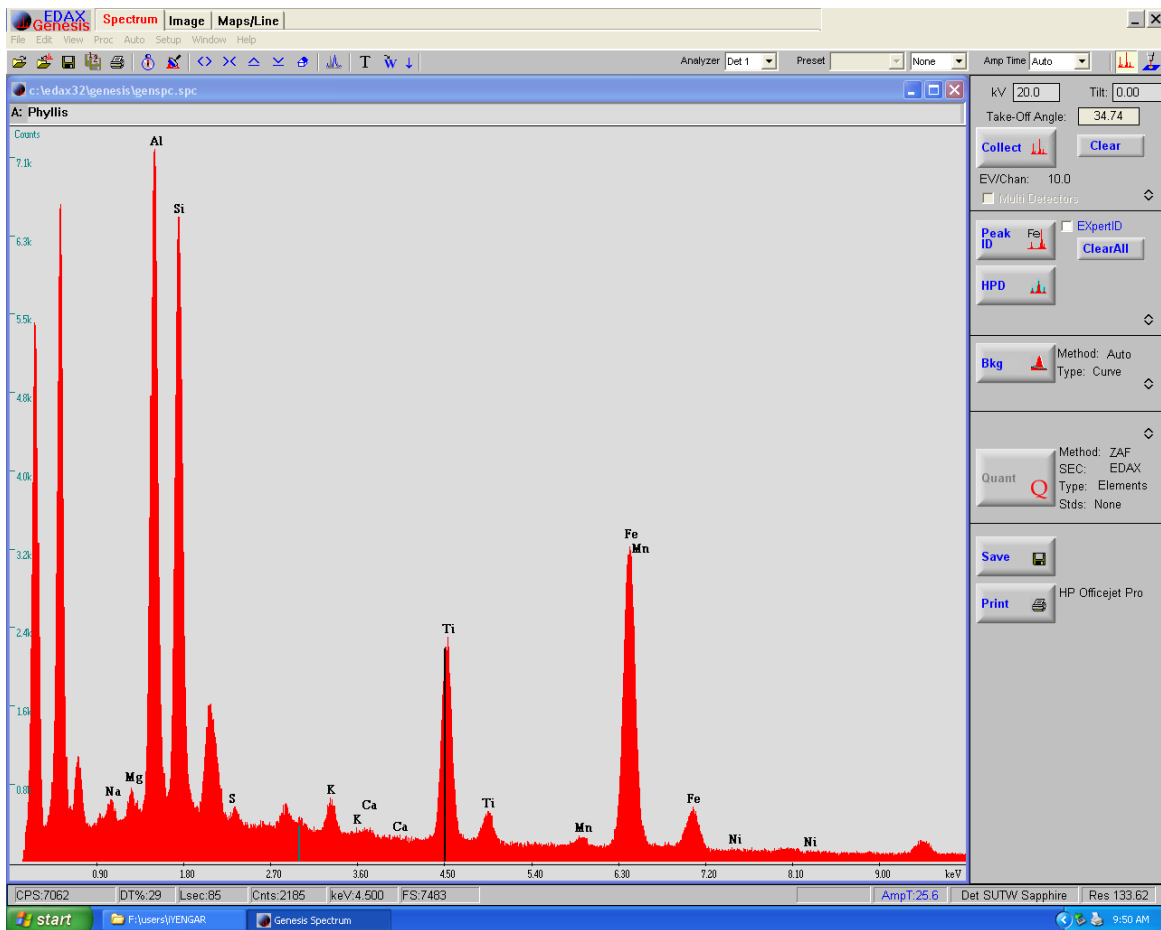 EDAX Genesis Spectrum Image Maps/Line
File Edit View Proc Auto Setup Window Help
T W ↓ Analyzer Det 1 Preset None Amp Time Auto
c:\edax32\genesis\genspc.spc
kV 20.0 Tilt: 0.00
A: Phyllis
Take-Off Angle: 34.74
Counts
Collect Clear
EV/Chan: 10.0
Multi Detectors
Peak ID Fe EXpertID
ClearAll
HPD
Bkg Method: Auto
Type: Curve
Quant Q Method: ZAF
SEC: EDAX
Type: Elements
Stds: None
Save
Print HP Officejet Pro
7.1k
6.3k
5.5k
4.8k
4.0k
3.2k
2.4k
1.6k
0.8k
Na Mg Al Si S K K Ca Ca Ti Ti Mn Fe Mn Fe Ni Ni
0.90 1.80 2.70 3.60 4.50 5.40 6.30 7.20 8.10 9.00 keV
CPS:7062 DT%:29 Lsec:85 Cnts:2185 keV:4.500 FS:7483 AmpT:25.6 Det SUTW Sapphire Res 133.62
start F:\users\IYENGAR Genesis Spectrum 9:50 AM